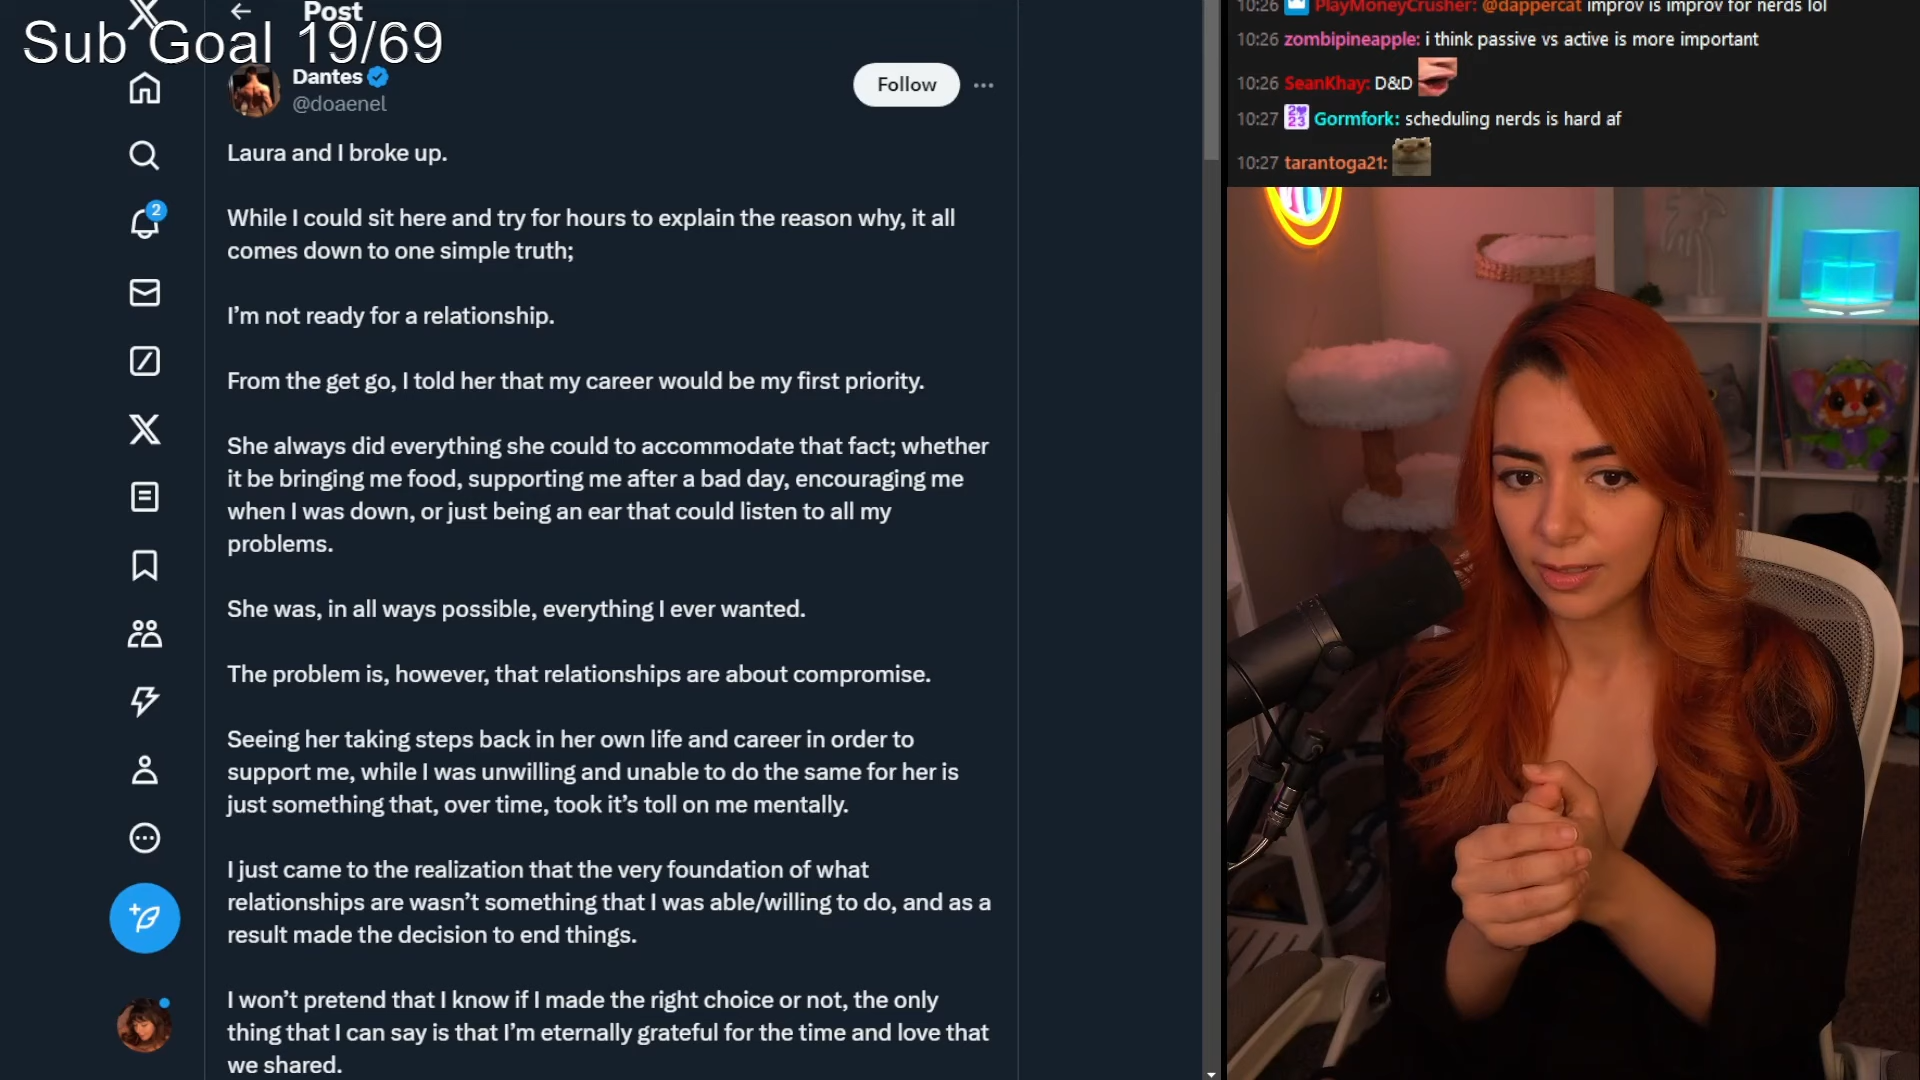 Post
Sub Goal 19/69
Dantes
@doaenel
Follow
2
Laura and I broke up.
While I could sit here and try for hours to explain the reason why, it all
comes down to one simple truth;
I’m not ready for a relationship.
From the get go, I told her that my career would be my first priority.
She always did everything she could to accommodate that fact; whether
it be bringing me food, supporting me after a bad day, encouraging me
when I was down, or just being an ear that could listen to all my
problems.
She was, in all ways possible, everything I ever wanted.
The problem is, however, that relationships are about compromise.
Seeing her taking steps back in her own life and career in order to
support me, while I was unwilling and unable to do the same for her is
just something that, over time, took it’s toll on me mentally.
I just came to the realization that the very foundation of what
relationships are wasn’t something that I was able/willing to do, and as a
result made the decision to end things.
I won’t pretend that I know if I made the right choice or not, the only
thing that I can say is that I’m eternally grateful for the time and love that
we shared.
10:26 PlayMoneyCrusher: @dappercat improv is improv for nerds lol
10:26 zombipineapple: i think passive vs active is more important
10:26 SeanKhay: D&D
10:27 Gormfork: scheduling nerds is hard af
10:27 tarantoga21: